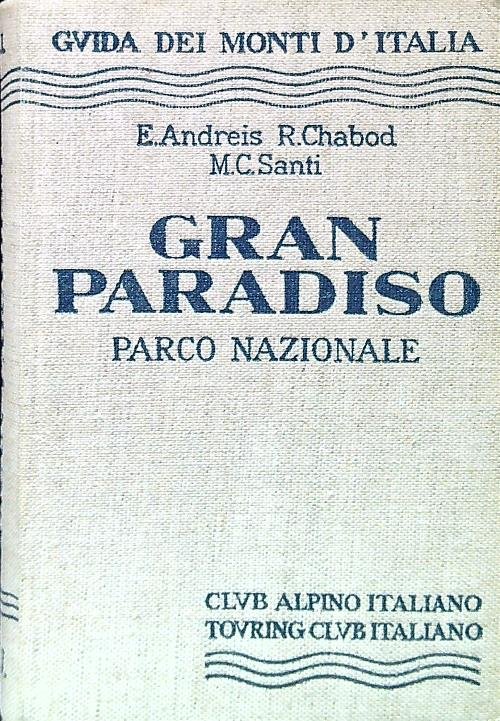 GVIDA DEI MONTI D'ITALIA
E. Andreis R. Chabod
M. C. Santi
GRAN
PARADISO
PARCO NAZIONALE
CLVB ALPINO ITALIANO
TOVRING CLVB ITALIANO